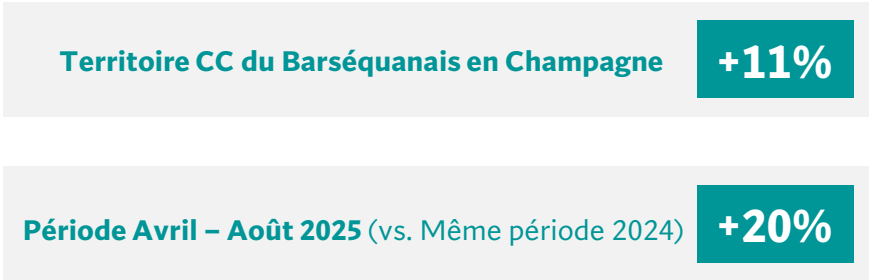 Territoire CC du Barséquanais en Champagne +11%
Période Avril – Août 2025 (vs. Même période 2024) +20%